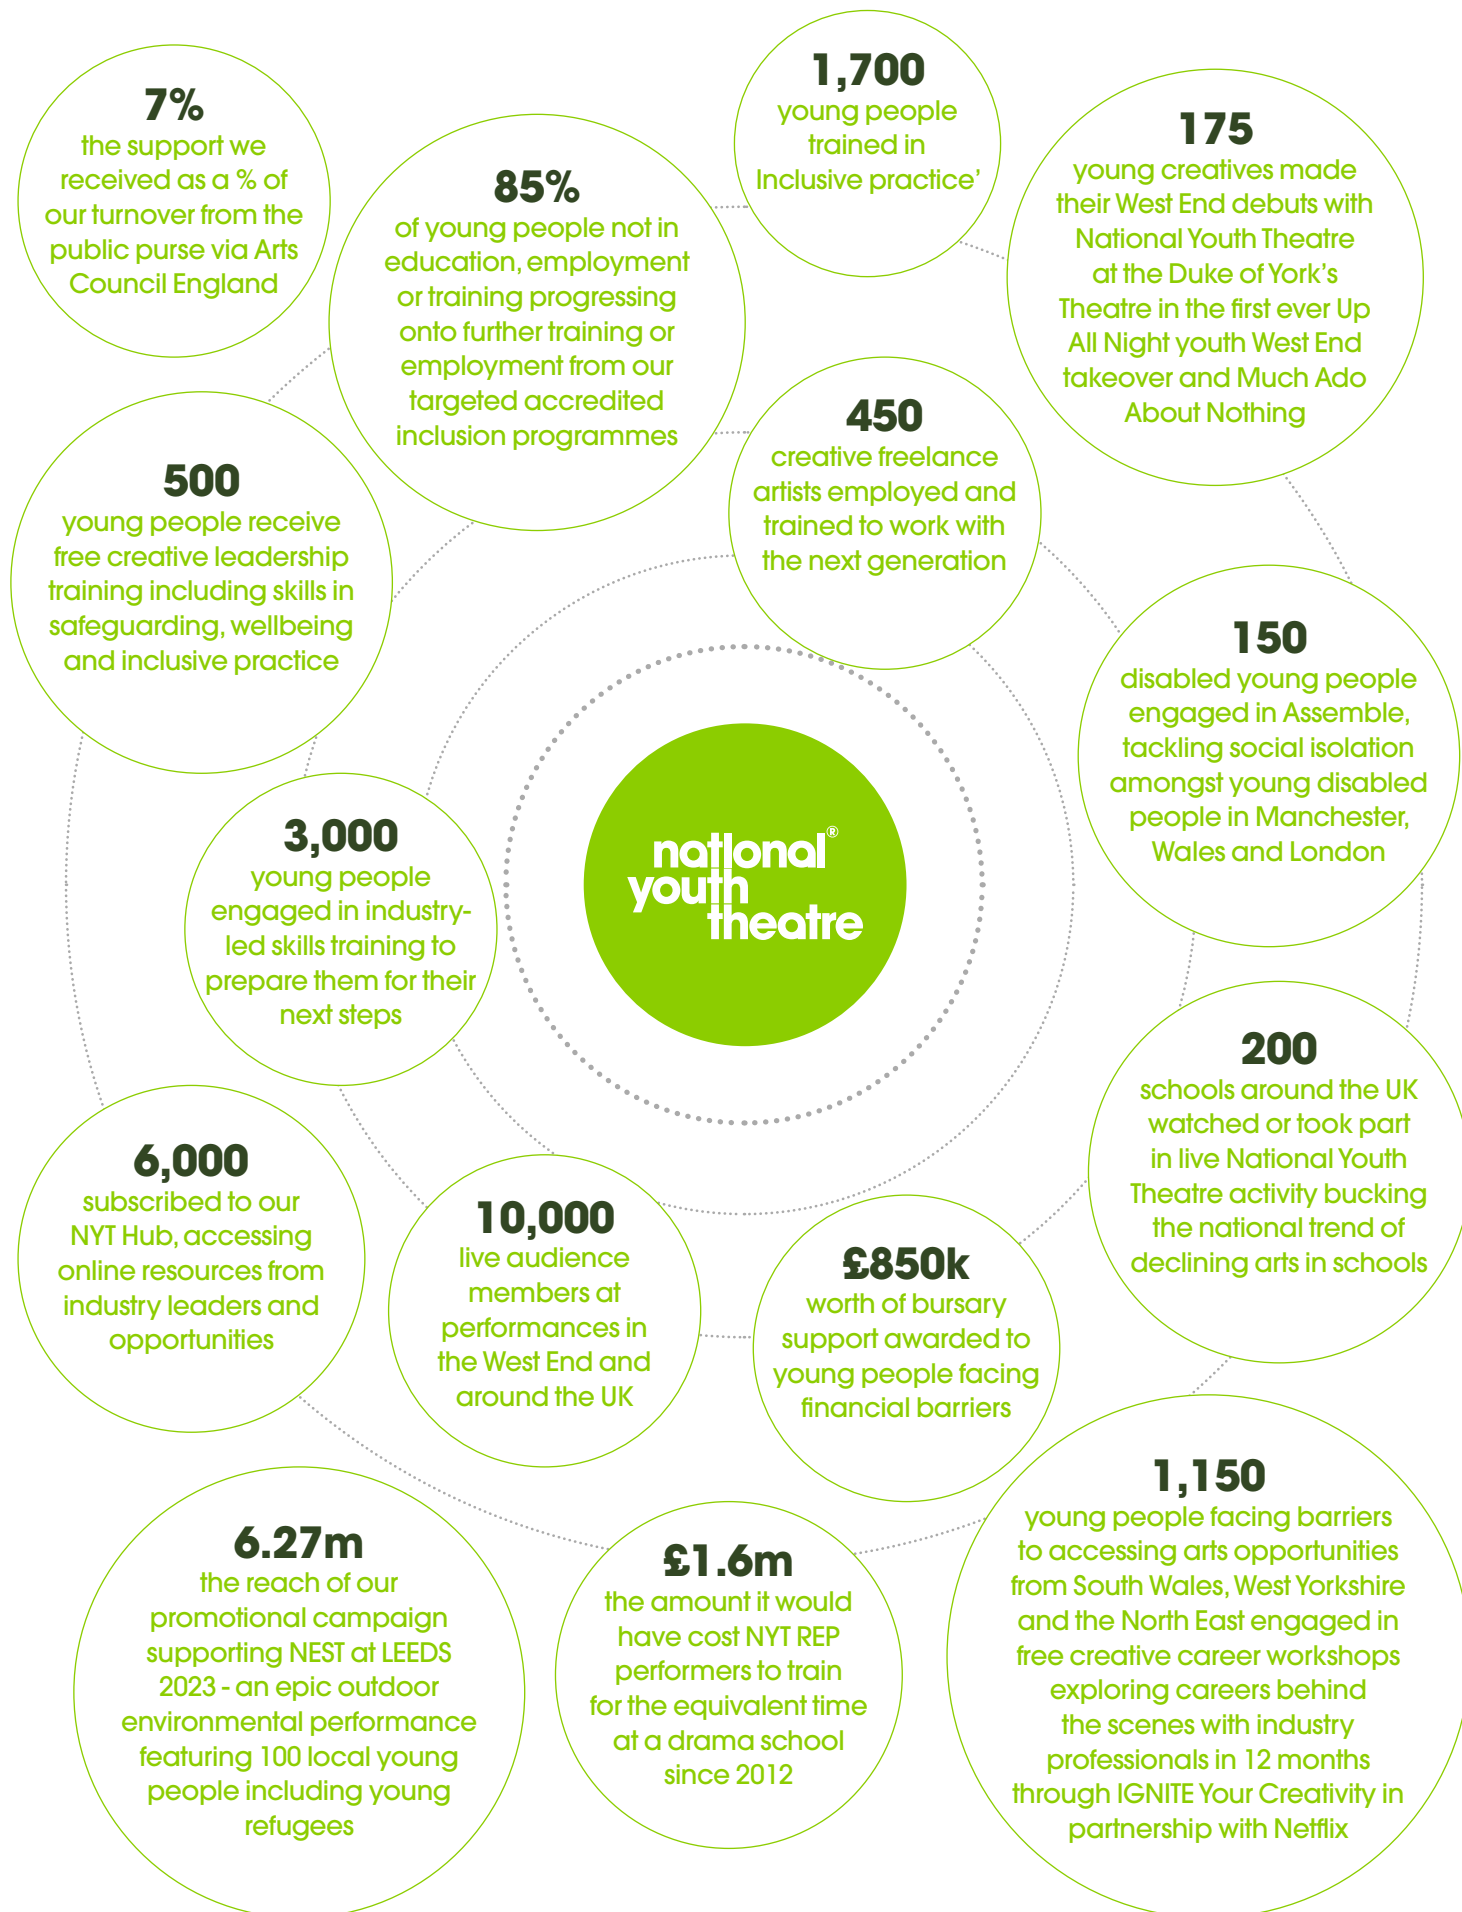 7%
the support we
received as a % of
our turnover from the
public purse via Arts
Council England
85%
of young people not in
education, employment
or training progressing
onto further training or
employment from our
targeted accredited
inclusion programmes
1,700
young people
trained in
Inclusive practice’
175
young creatives made
their West End debuts with
National Youth Theatre
at the Duke of York’s
Theatre in the first ever Up
All Night youth West End
takeover and Much Ado
About Nothing
500
young people receive
free creative leadership
training including skills in
safeguarding, wellbeing
and inclusive practice
450
creative freelance
artists employed and
trained to work with
the next generation
150
disabled young people
engaged in Assemble,
tackling social isolation
amongst young disabled
people in Manchester,
Wales and London
3,000
young people
engaged in industry-
led skills training to
prepare them for their
next steps
national®
youth
theatre
200
schools around the UK
watched or took part
in live National Youth
Theatre activity bucking
the national trend of
declining arts in schools
6,000
subscribed to our
NYT Hub, accessing
online resources from
industry leaders and
opportunities
10,000
live audience
members at
performances in
the West End and
around the UK
£850k
worth of bursary
support awarded to
young people facing
financial barriers
6.27m
the reach of our
promotional campaign
supporting NEST at LEEDS
2023 - an epic outdoor
environmental performance
featuring 100 local young
people including young
refugees
£1.6m
the amount it would
have cost NYT REP
performers to train
for the equivalent time
at a drama school
since 2012
1,150
young people facing barriers
to accessing arts opportunities
from South Wales, West Yorkshire
and the North East engaged in
free creative career workshops
exploring careers behind
the scenes with industry
professionals in 12 months
through IGNITE Your Creativity in
partnership with Netflix